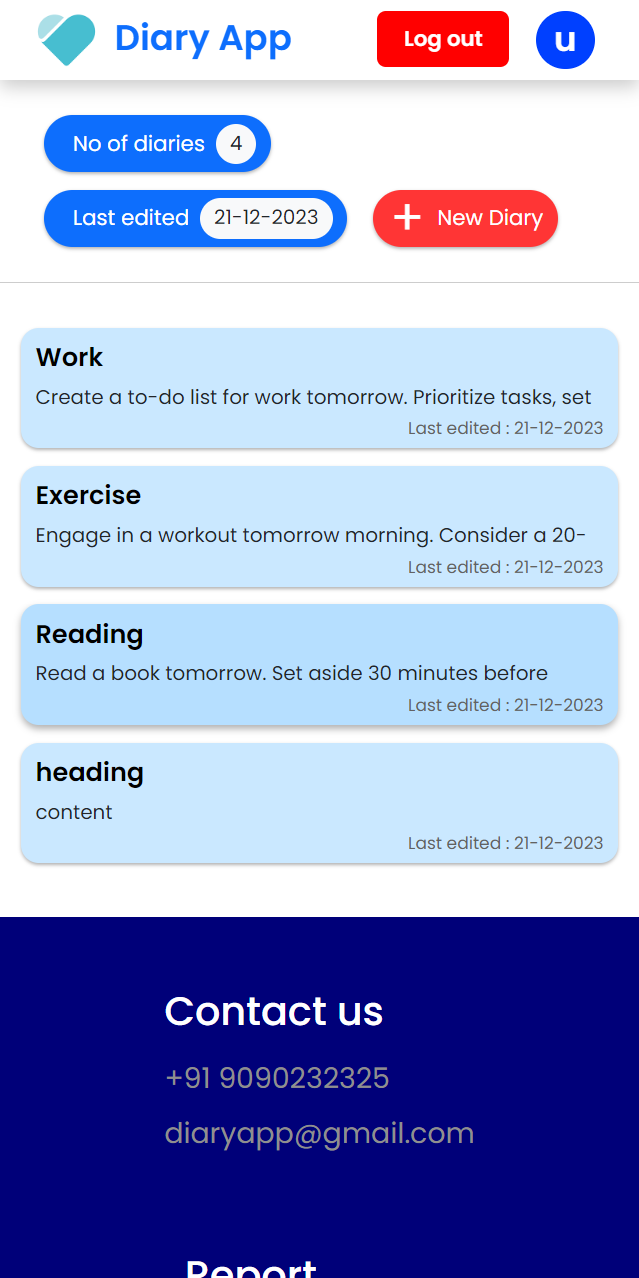 Diary App
Log out
u
No of diaries 4
Last edited 21-12-2023
+ New Diary
Work
Create a to-do list for work tomorrow. Prioritize tasks, set
Last edited : 21-12-2023
Exercise
Engage in a workout tomorrow morning. Consider a 20-
Last edited : 21-12-2023
Reading
Read a book tomorrow. Set aside 30 minutes before
Last edited : 21-12-2023
heading
content
Last edited : 21-12-2023
Contact us
+91 9090232325
diaryapp@gmail.com
Report